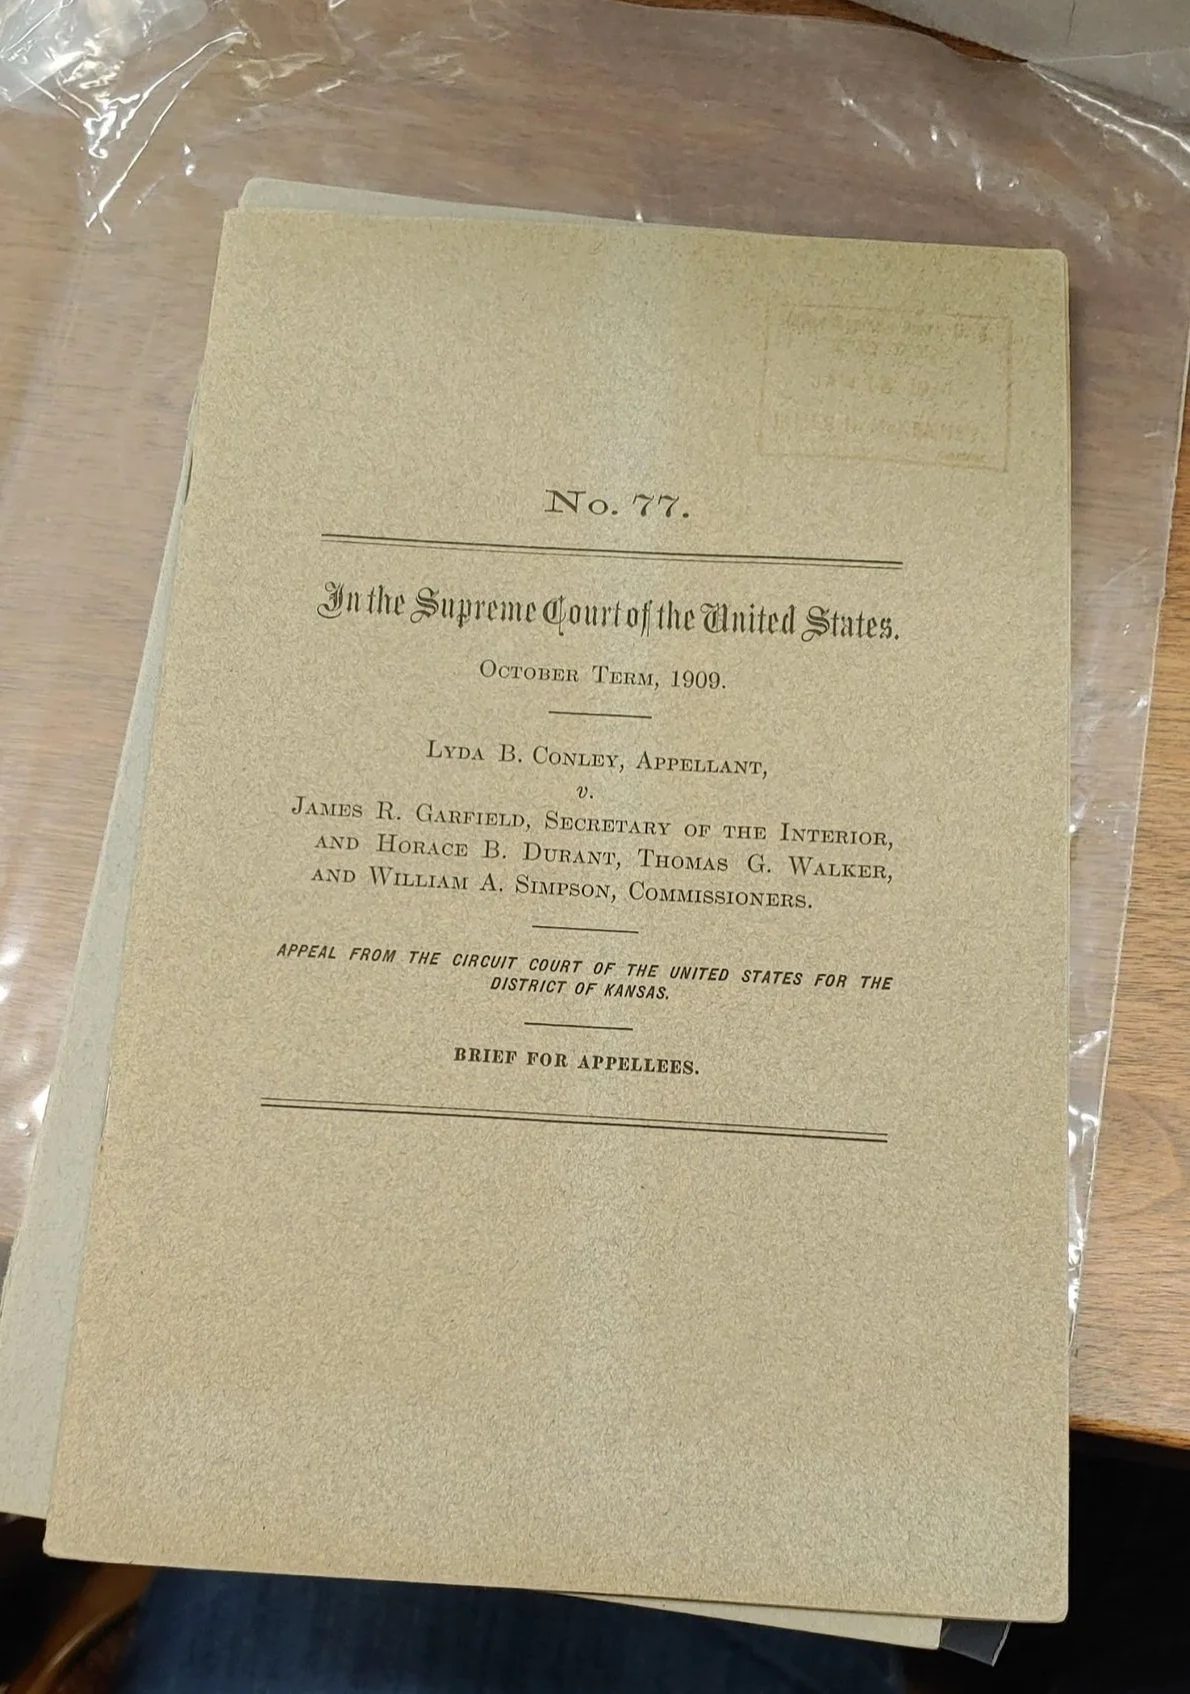 No. 77.
In the Supreme Court of the United States.
October Term, 1909.
Lyda B. Conley, Appellant,
v.
James R. Garfield, Secretary of the Interior,
and Horace B. Durant, Thomas G. Walker,
and William A. Simpson, Commissioners.
APPEAL FROM THE CIRCUIT COURT OF THE UNITED STATES FOR THE
DISTRICT OF KANSAS.
BRIEF FOR APPELLEES.